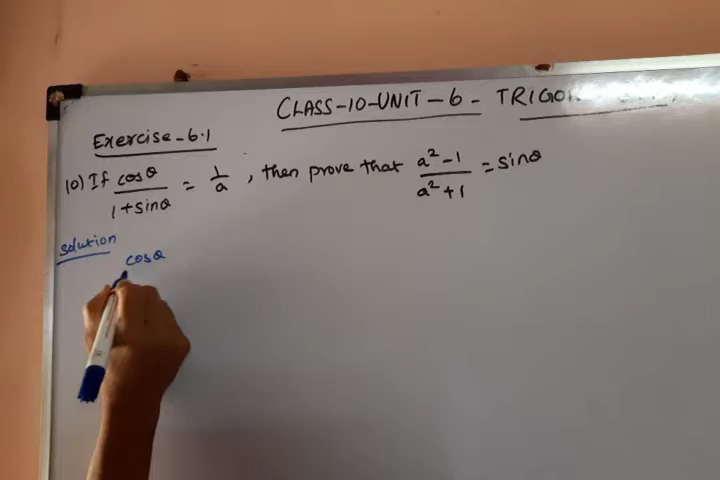 CLASS-10-UNIT-6- 
Exercise-6.1
10) If cosθ/1+sinθ = 1/a, then prove that a²-1/a²+1 = sinθ
solution
cosθ